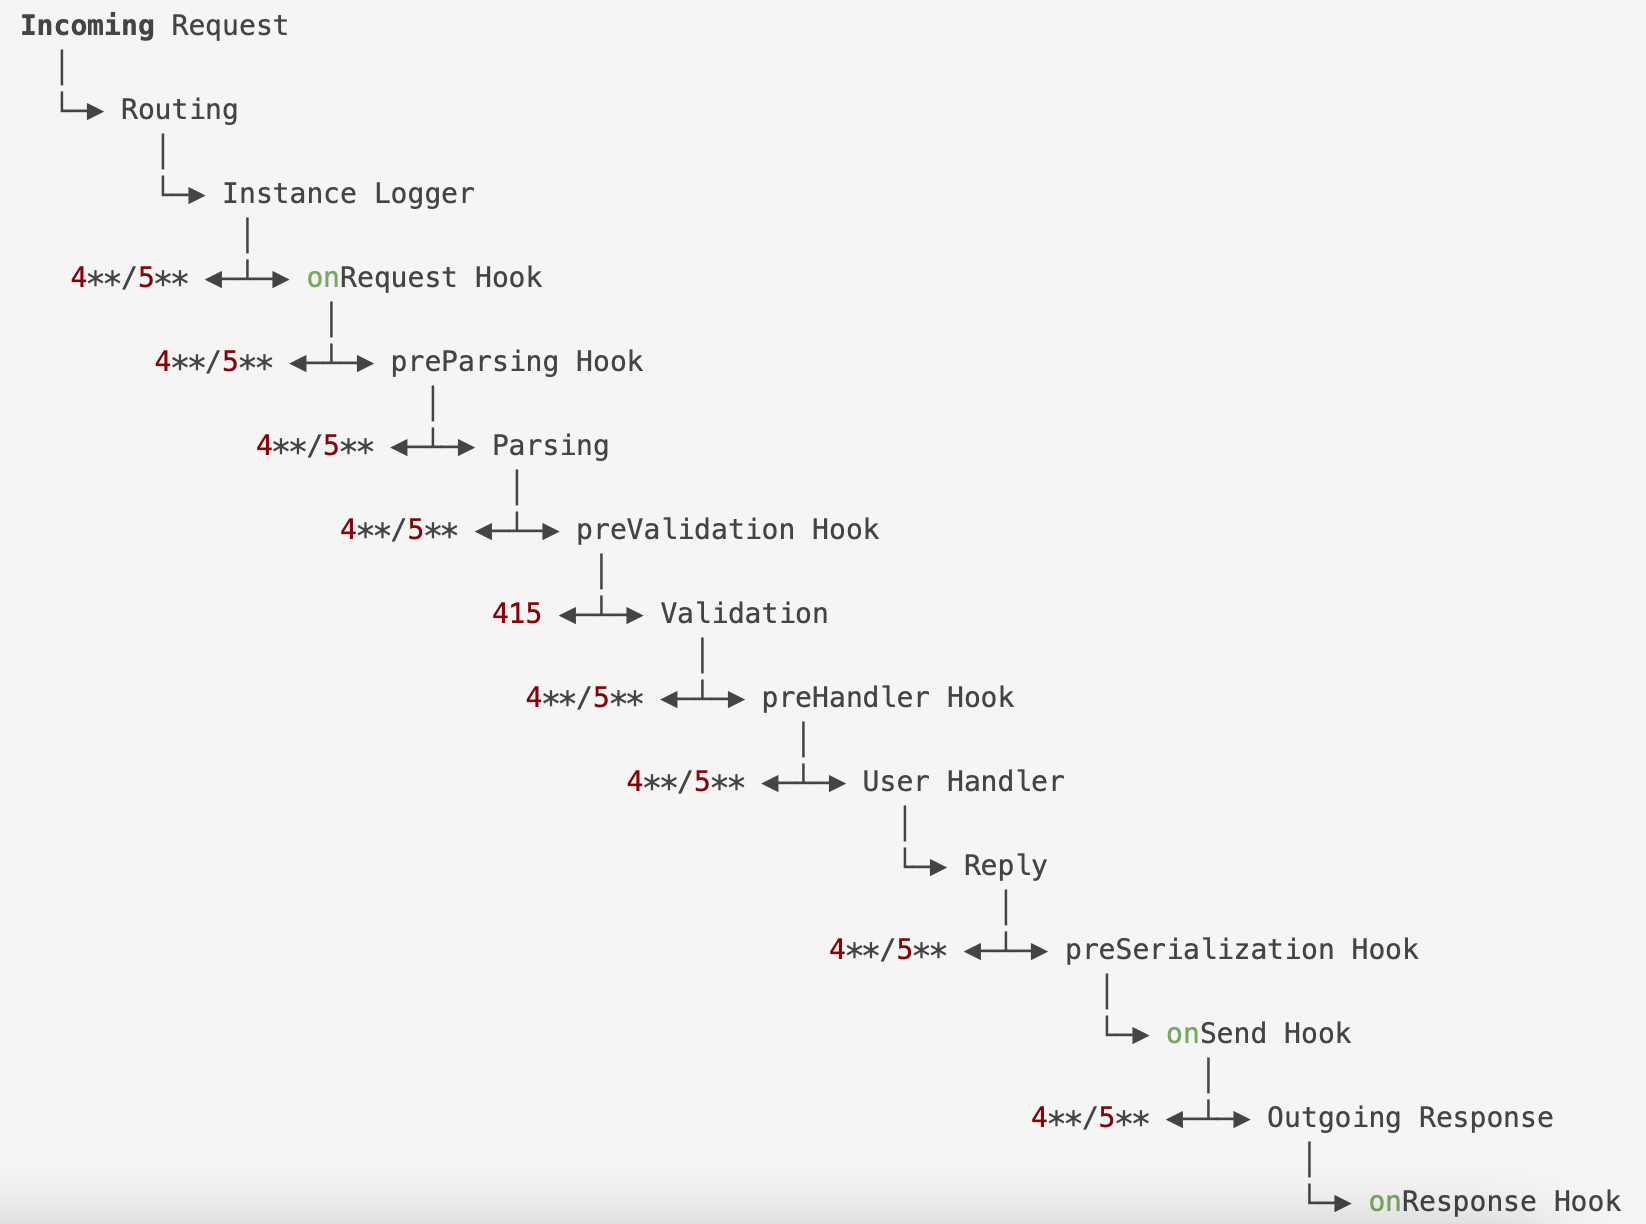 Incoming Request
Routing
Instance Logger
4**/5** onRequest Hook
4**/5** preParsing Hook
4**/5** Parsing
4**/5** preValidation Hook
415 Validation
4**/5** preHandler Hook
4**/5** User Handler
Reply
4**/5** preSerialization Hook
onSend Hook
4**/5** Outgoing Response
onResponse Hook